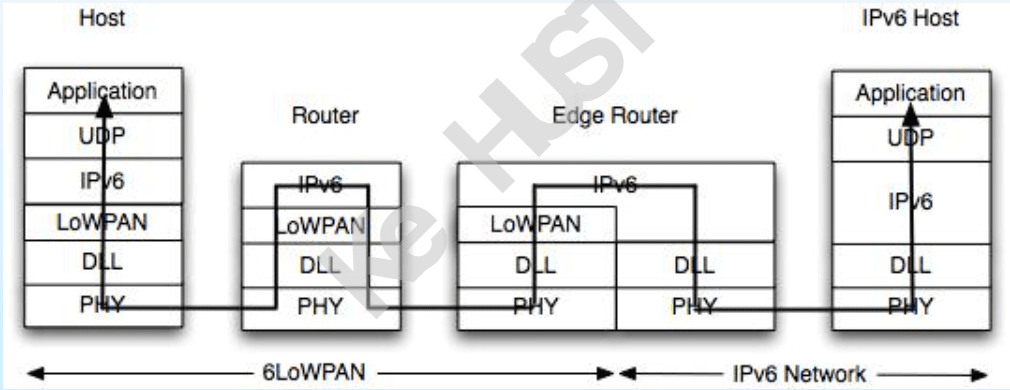 Host
IPv6 Host
Router
Edge Router
Application
UDP
IPv6
LoWPAN
DLL
PHY
IPv6
LoWPAN
DLL
PHY
IPv6
LoWPAN
DLL
DLL
PHY
PHY
Application
UDP
IPv6
DLL
PHY
6LoWPAN
IPv6 Network
Ke HUST